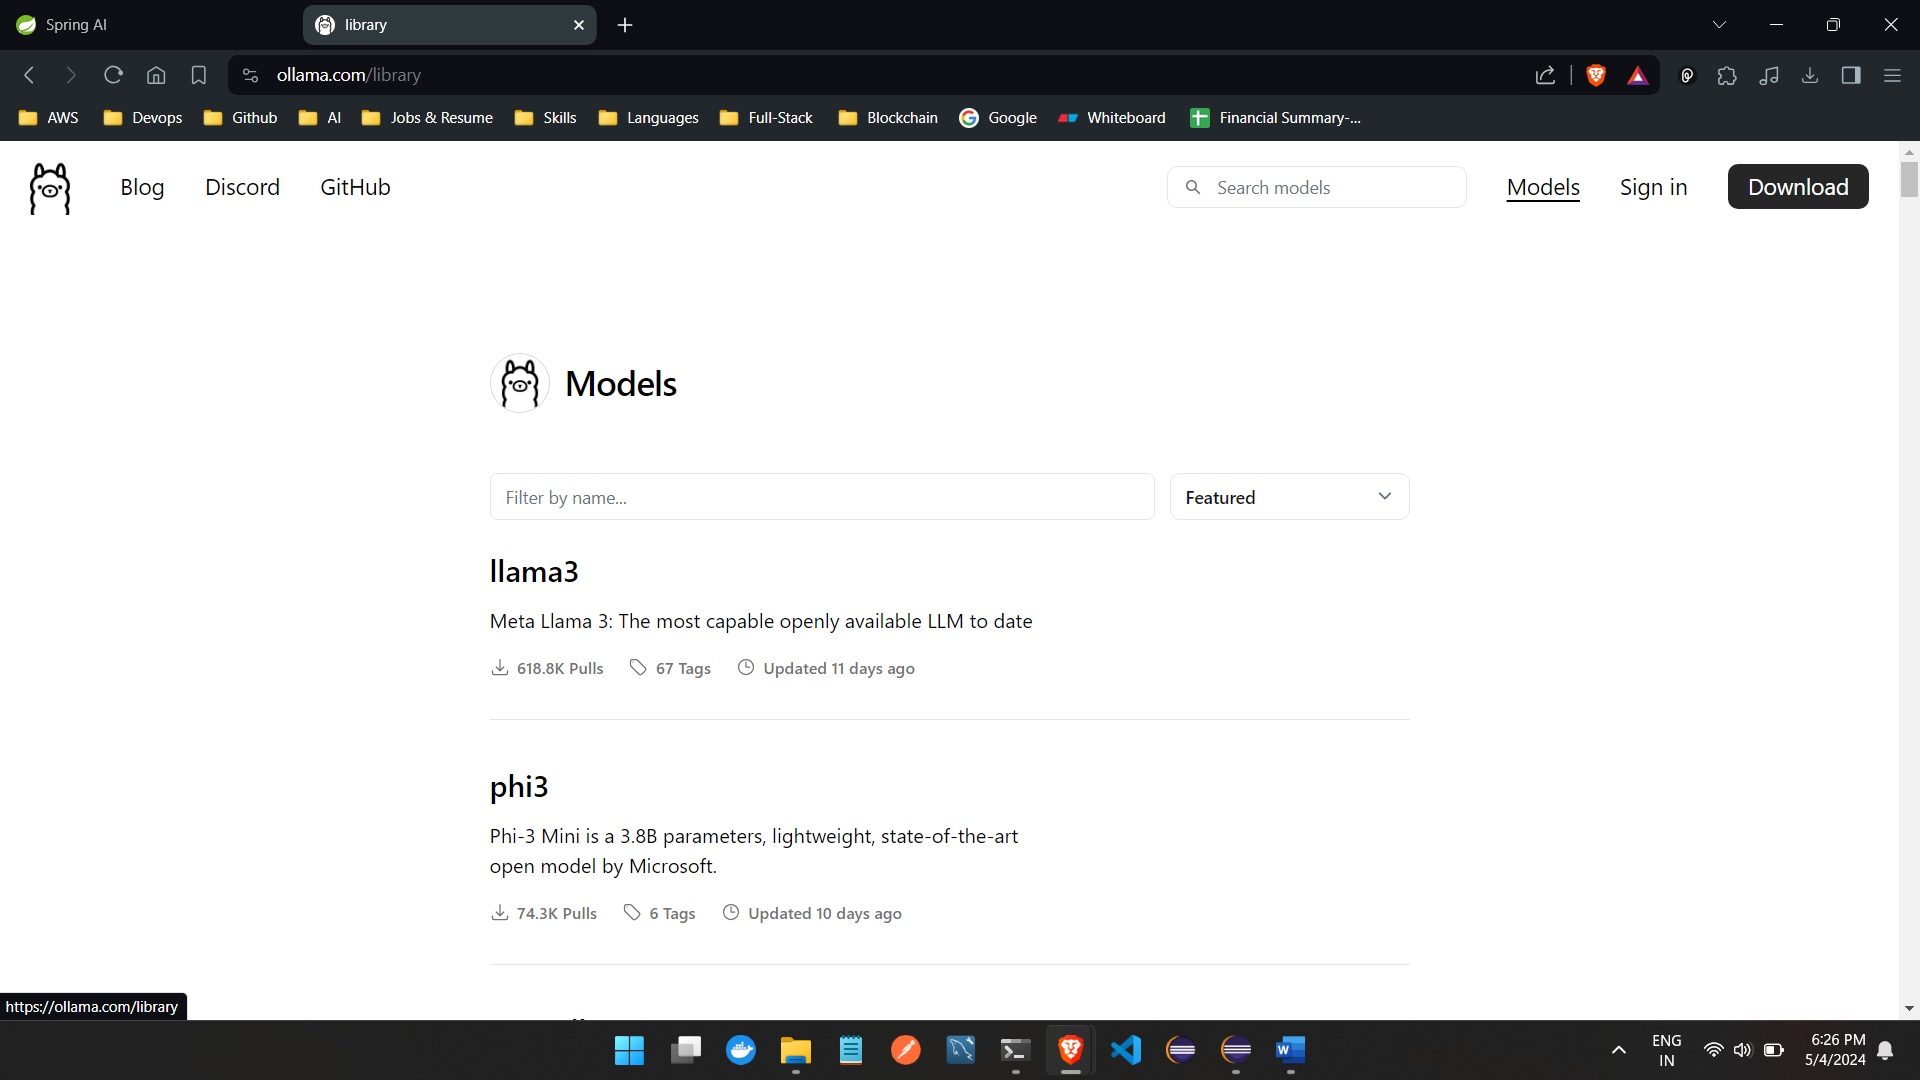 Spring AI
library
ollama.com/library
AWS Devops Github AI Jobs & Resume Skills Languages Full-Stack Blockchain Google Whiteboard Financial Summary-...
Blog Discord GitHub Search models Models Sign in Download
Models
Filter by name... Featured
llama3
Meta Llama 3: The most capable openly available LLM to date
618.8K Pulls 67 Tags Updated 11 days ago
phi3
Phi-3 Mini is a 3.8B parameters, lightweight, state-of-the-art
open model by Microsoft.
74.3K Pulls 6 Tags Updated 10 days ago
https://ollama.com/library
ENG
IN
6:26 PM
5/4/2024